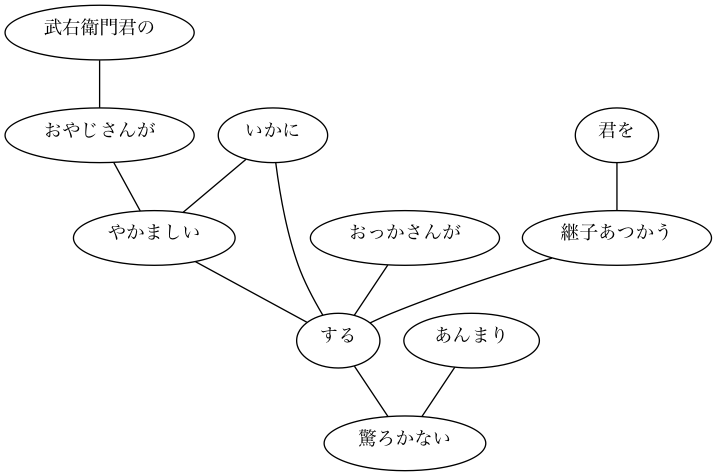 武右衛門君の
おやじさんが
いかに
君を
やかましい
おっかさんが
継子あつかう
する
あんまり
驚ろかない